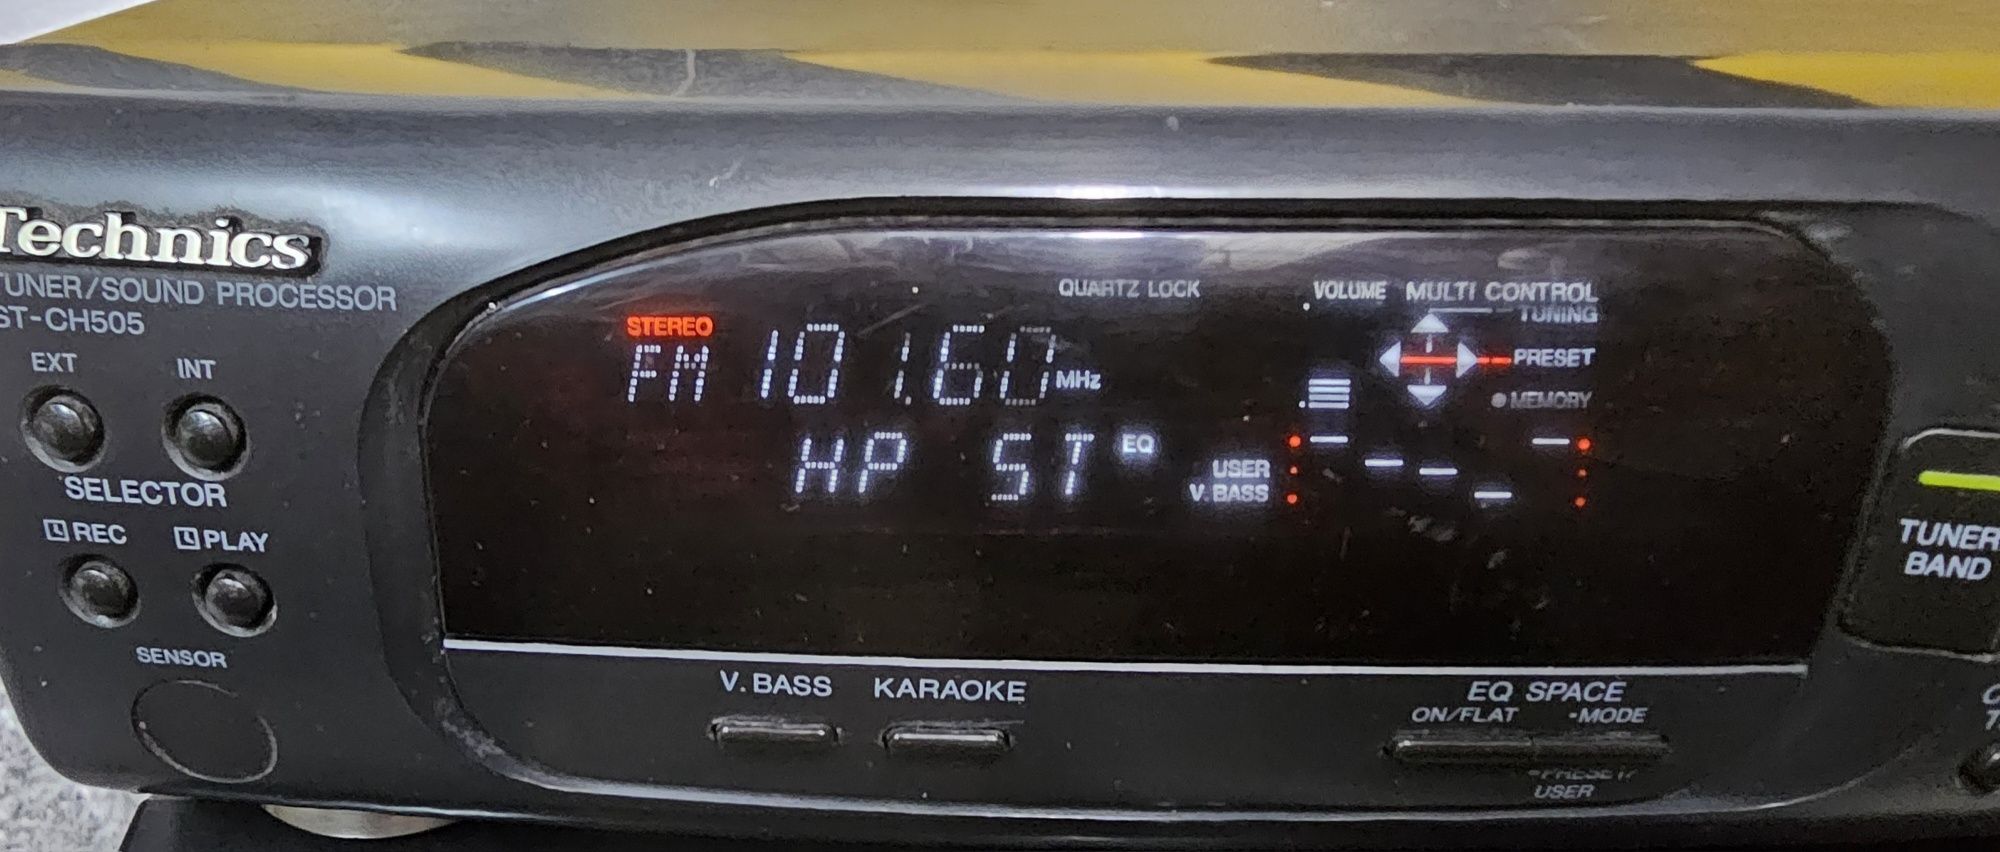 Technics
TUNER/SOUND PROCESSOR
ST-CH505
EXT INT
SELECTOR
REC PLAY
SENSOR
QUARTZ LOCK
VOLUME MULTI CONTROL
TUNING
STEREO
FM 101.60 MHz
PRESET
MEMORY
HP ST EQ
USER
V.BASS
V.BASS KARAOKE
EQ SPACE
ON/FLAT -MODE
-PRESET/
USER
TUNER
BAND